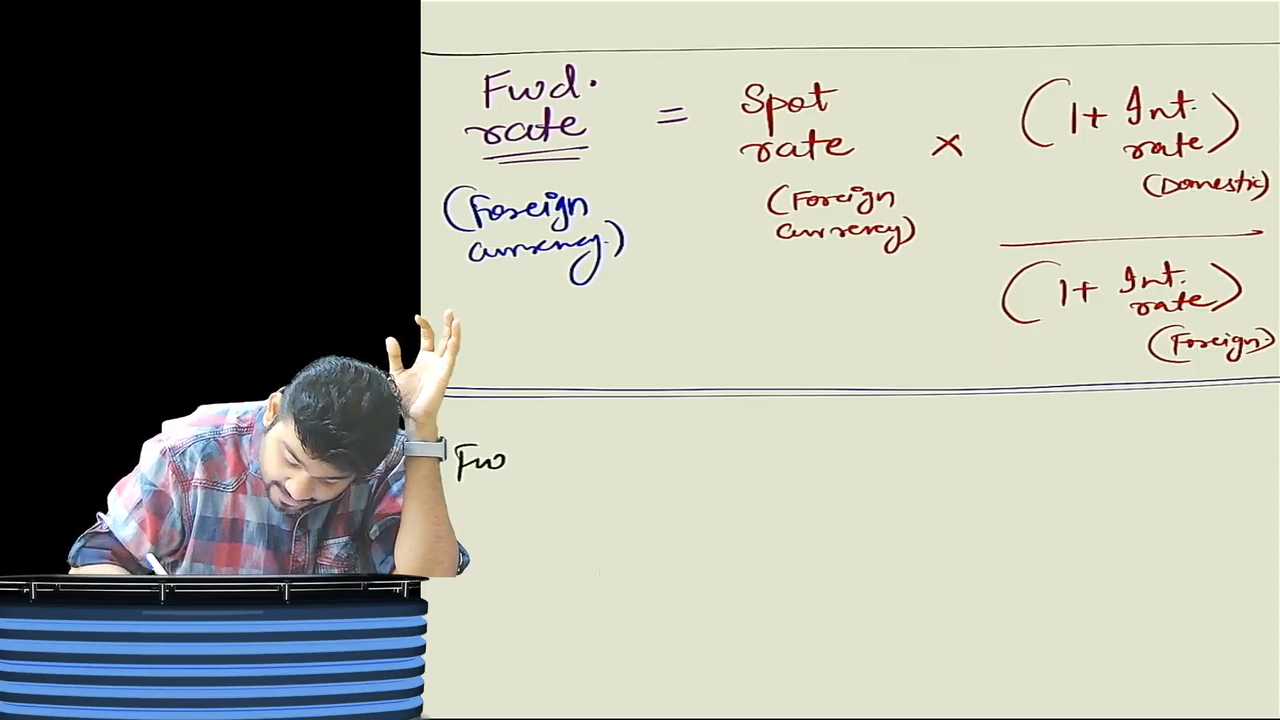 Fwd.
rate
(Foreign
currency)
=
Spot
rate
(Foreign
currency)
×
(1+ Int.
rate)
(Domestic)
(1+ Int.
rate)
(Foreign)
Fw